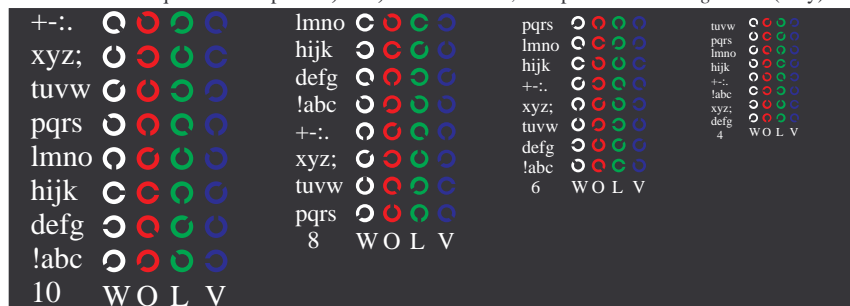 +-:.
xyz;
tuvw
pqrs
lmno
hijk
defg
!abc
10 W O L V
lmno
hijk
defg
!abc
+-:.
xyz;
tuvw
pqrs
8 W O L V
pqrs
lmno
hijk
+-:.
xyz;
tuvw
defg
!abc
6 W O L V
tuvw
pqrs
lmno
hijk
+-:.
!abc
xyz;
defg
4 W O L V